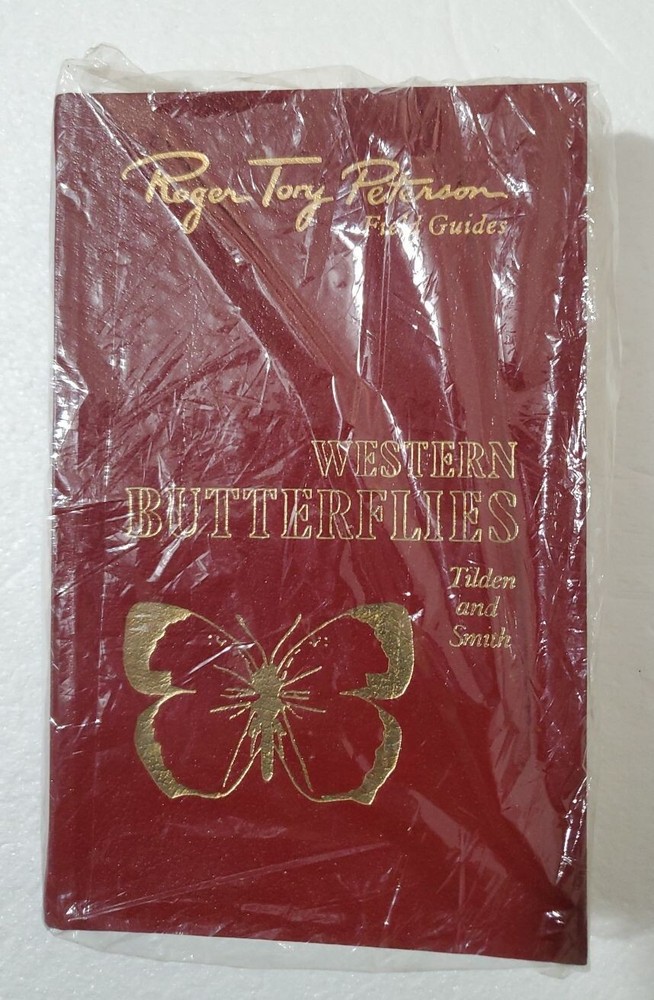 Roger Tory Peterson
Field Guides
WESTERN
BUTTERFLIES
Tilden
and
Smith